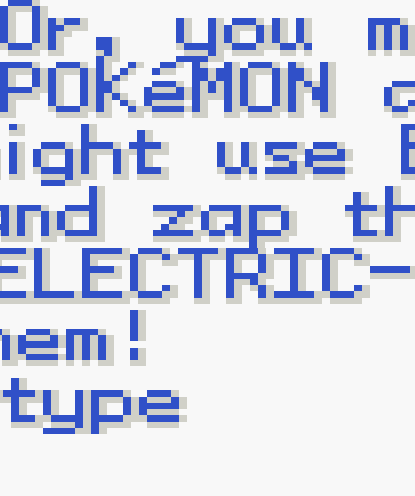 Or, you m
POKéMON
ight use
and zap th
ELECTRIC-
hem!
type